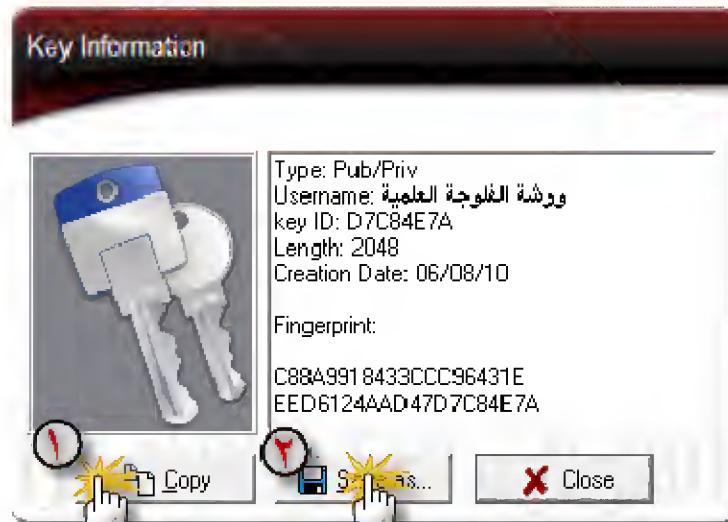 Key Information
Type: Pub/Priv
Username: ورشة الفلوجة العلمية
key ID: D7C84E7A
Length: 2048
Creation Date: 06/08/10
Fingerprint:
C88A9918433CCC96431E
EED6124AAD47D7C84E7A
١
Copy
٢
as...
Close